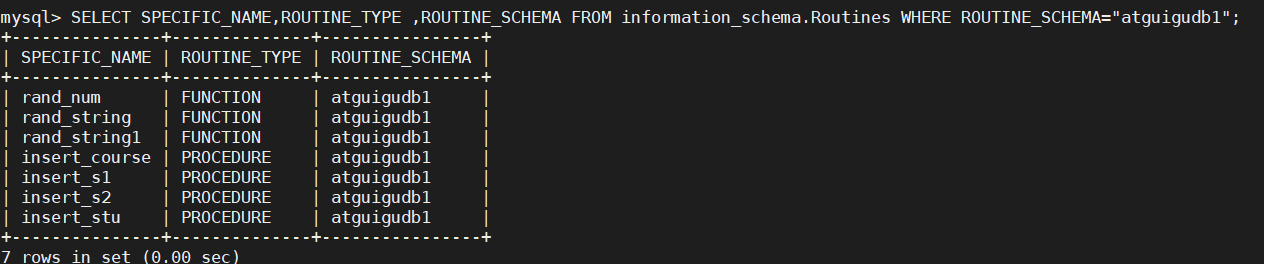 mysql> SELECT SPECIFIC_NAME,ROUTINE_TYPE ,ROUTINE_SCHEMA FROM information_schema.Routines WHERE ROUTINE_SCHEMA="atguigudb1";
+---------------+--------------+----------------+
| SPECIFIC_NAME | ROUTINE_TYPE | ROUTINE_SCHEMA |
+---------------+--------------+----------------+
| rand_num      | FUNCTION     | atguigudb1     |
| rand_string   | FUNCTION     | atguigudb1     |
| rand_string1  | FUNCTION     | atguigudb1     |
| insert_course | PROCEDURE    | atguigudb1     |
| insert_s1     | PROCEDURE    | atguigudb1     |
| insert_s2     | PROCEDURE    | atguigudb1     |
| insert_stu    | PROCEDURE    | atguigudb1     |
+---------------+--------------+----------------+
7 rows in set (0.00 sec)